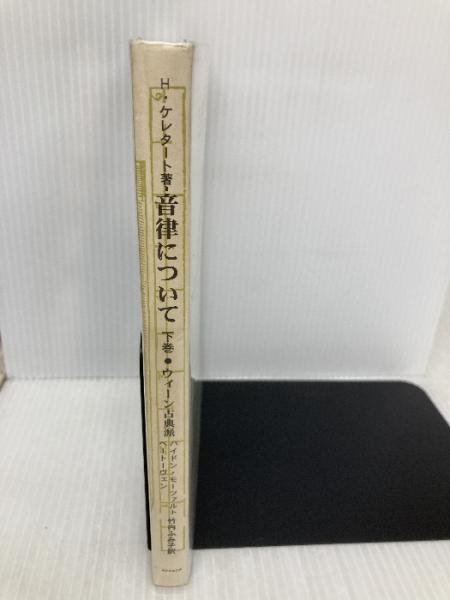 H・ケレタート著・音律について 下巻●ウィーン古典派
ハイドン・モーツァルト
ベートーヴェン
竹内ふみ子訳